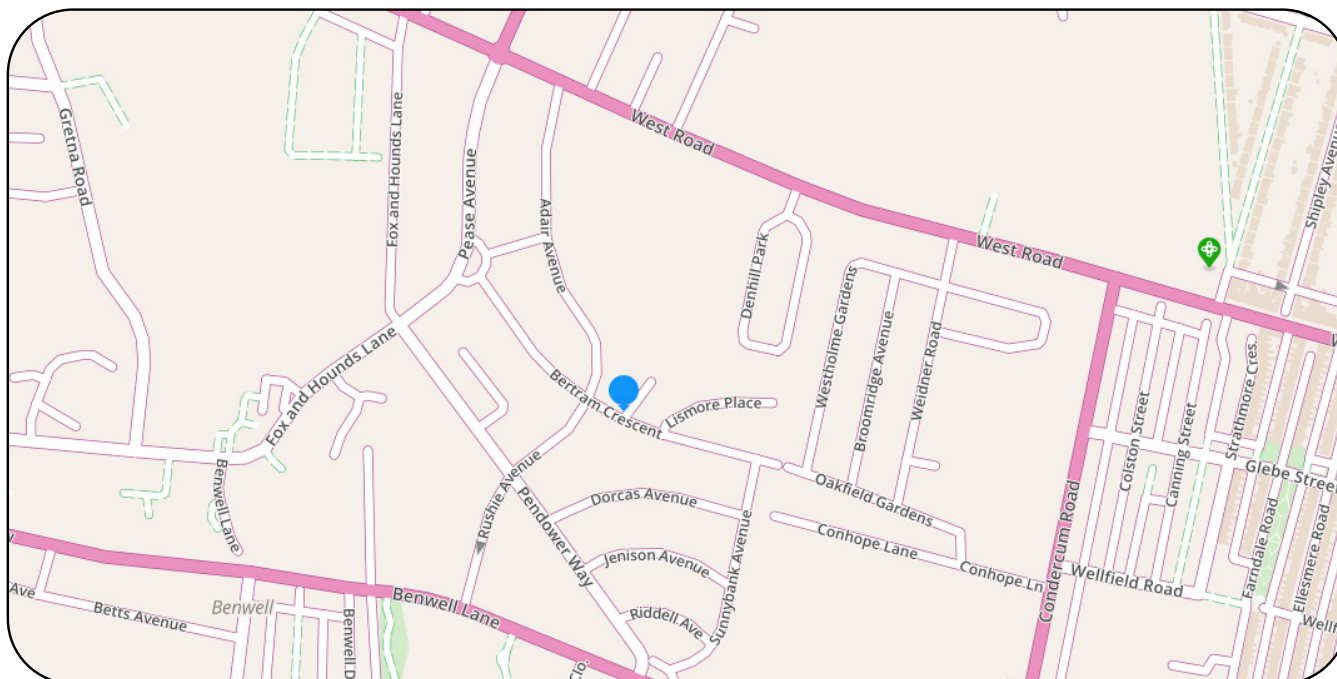 West Road
Shipley Avenue
Gretna Road
Fox and Hounds Lane
Pease Avenue
Adair Avenue
West Road
Denhill Park
Westholme Gardens
Broomridge Avenue
Weidner Road
Fox and Hounds Lane
Bertram Crescent
Lismore Place
Strathmore Cres.
Colston Street
Canning Street
Glebe Street
Benwell Lane
Rushie Avenue
Pendower Way
Dorcas Avenue
Oakfield Gardens
Conhope Lane
Conhope Ln
Condercum Road
Wellfield Road
Farndale Road
Ellesmere Road
Jenison Avenue
Sunnybank Avenue
Riddell Ave
Benwell Lane
Benwell
Ave
Betts Avenue
Benwell D
Wellf